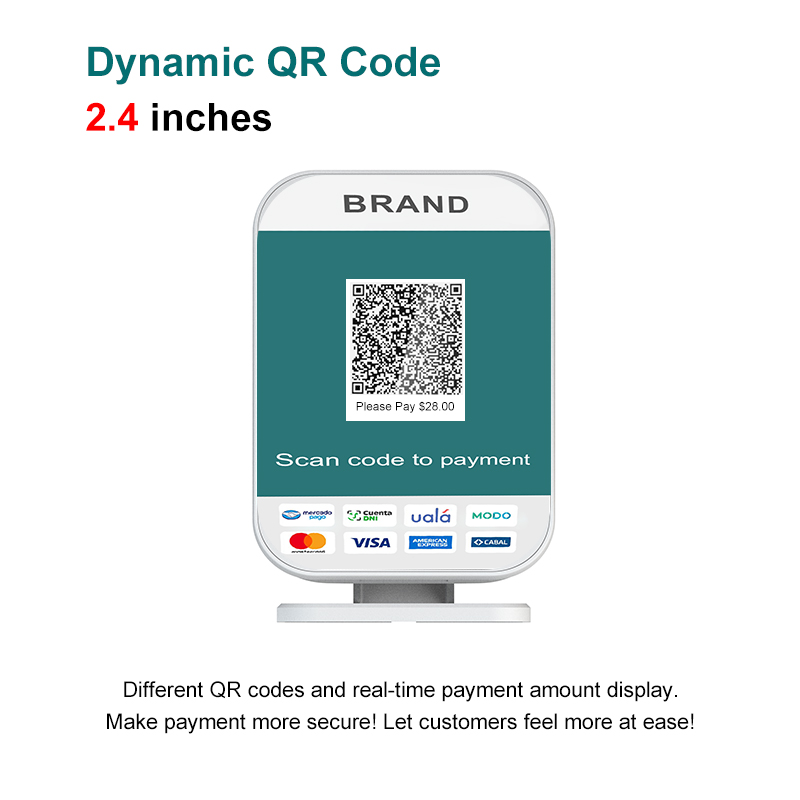 Dynamic QR Code
2.4 inches
BRAND
Please Pay $28.00
Scan code to payment
mercado pago
Cuenta DNI
ualá
MODO
mastercard
VISA
AMERICAN EXPRESS
CABAL
Different QR codes and real-time payment amount display.
Make payment more secure! Let customers feel more at ease!